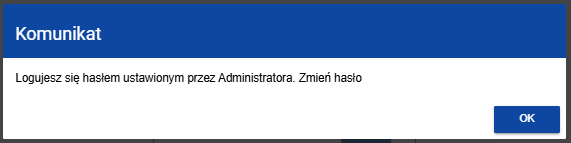 Komunikat
Logujesz się hasłem ustawionym przez Administratora. Zmień hasło
OK